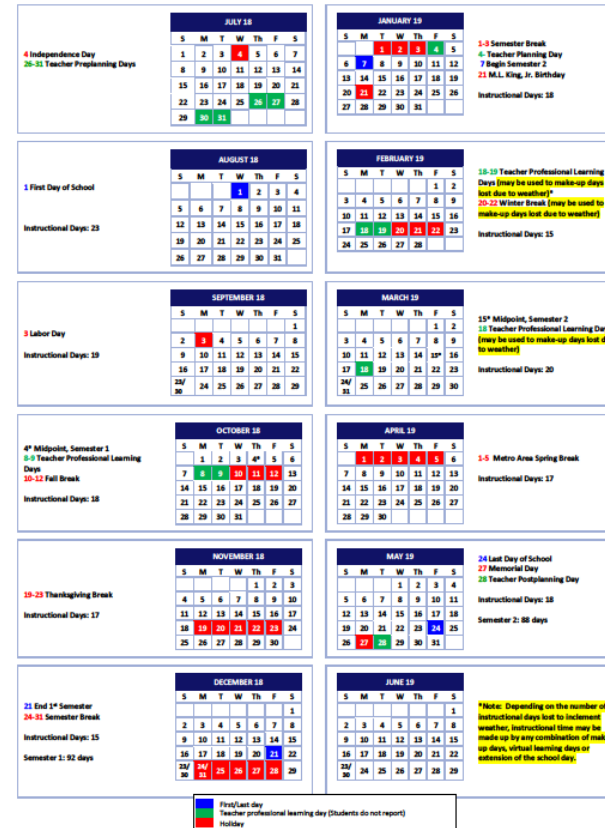 JULY 18
4 Independence Day
26-31 Teacher Preplanning Days
S M T W Th F S
1 2 3 4 5 6 7
8 9 10 11 12 13 14
15 16 17 18 19 20 21
22 23 24 25 26 27 28
29 30 31
JANUARY 19
S M T W Th F S
1 2 3 4 5
6 7 8 9 10 11 12
13 14 15 16 17 18 19
20 21 22 23 24 25 26
27 28 29 30 31
1-3 Semester Break
4- Teacher Planning Day
7 Begin Semester 2
21 M.L. King, Jr. Birthday
Instructional Days: 18
AUGUST 18
1 First Day of School
Instructional Days: 23
S M T W Th F S
1 2 3 4
5 6 7 8 9 10 11
12 13 14 15 16 17 18
19 20 21 22 23 24 25
26 27 28 29 30 31
FEBRUARY 19
S M T W Th F S
1 2
3 4 5 6 7 8 9
10 11 12 13 14 15 16
17 18 19 20 21 22 23
24 25 26 27 28
18-19 Teacher Professional Learning
Days (may be used to make-up days
lost due to weather)*
20-22 Winter Break (may be used to
make-up days lost due to weather)
Instructional Days: 15
SEPTEMBER 18
3 Labor Day
Instructional Days: 19
S M T W Th F S
1
2 3 4 5 6 7 8
9 10 11 12 13 14 15
16 17 18 19 20 21 22
23/30 24 25 26 27 28 29
MARCH 19
S M T W Th F S
1 2
3 4 5 6 7 8 9
10 11 12 13 14 15* 16
17 18 19 20 21 22 23
24/31 25 26 27 28 29 30
15* Midpoint, Semester 2
18 Teacher Professional Learning Da
(may be used to make-up days lost d
to weather)
Instructional Days: 20
OCTOBER 18
4* Midpoint, Semester 1
8-9 Teacher Professional Learning
Days
10-12 Fall Break
Instructional Days: 18
S M T W Th F S
1 2 3 4* 5 6
7 8 9 10 11 12 13
14 15 16 17 18 19 20
21 22 23 24 25 26 27
28 29 30 31
APRIL 19
S M T W Th F S
1 2 3 4 5 6
7 8 9 10 11 12 13
14 15 16 17 18 19 20
21 22 23 24 25 26 27
28 29 30
1-5 Metro Area Spring Break
Instructional Days: 17
NOVEMBER 18
19-23 Thanksgiving Break
Instructional Days: 17
S M T W Th F S
1 2 3
4 5 6 7 8 9 10
11 12 13 14 15 16 17
18 19 20 21 22 23 24
25 26 27 28 29 30
MAY 19
S M T W Th F S
1 2 3 4
5 6 7 8 9 10 11
12 13 14 15 16 17 18
19 20 21 22 23 24 25
26 27 28 29 30 31
24 Last Day of School
27 Memorial Day
28 Teacher Postplanning Day
Instructional Days: 18
Semester 2: 88 days
DECEMBER 18
21 End 1st Semester
24-31 Semester Break
Instructional Days: 15
Semester 1: 92 days
S M T W Th F S
1
2 3 4 5 6 7 8
9 10 11 12 13 14 15
16 17 18 19 20 21 22
23/30 24/31 25 26 27 28 29
JUNE 19
S M T W Th F S
1
2 3 4 5 6 7 8
9 10 11 12 13 14 15
16 17 18 19 20 21 22
23/30 24 25 26 27 28 29
*Note: Depending on the number of
instructional days lost to inclement
weather, instructional time may be
made up by any combination of mak
up days, virtual learning days or
extension of the school day.
First/Last day
Teacher professional learning day (Students do not report)
Holiday